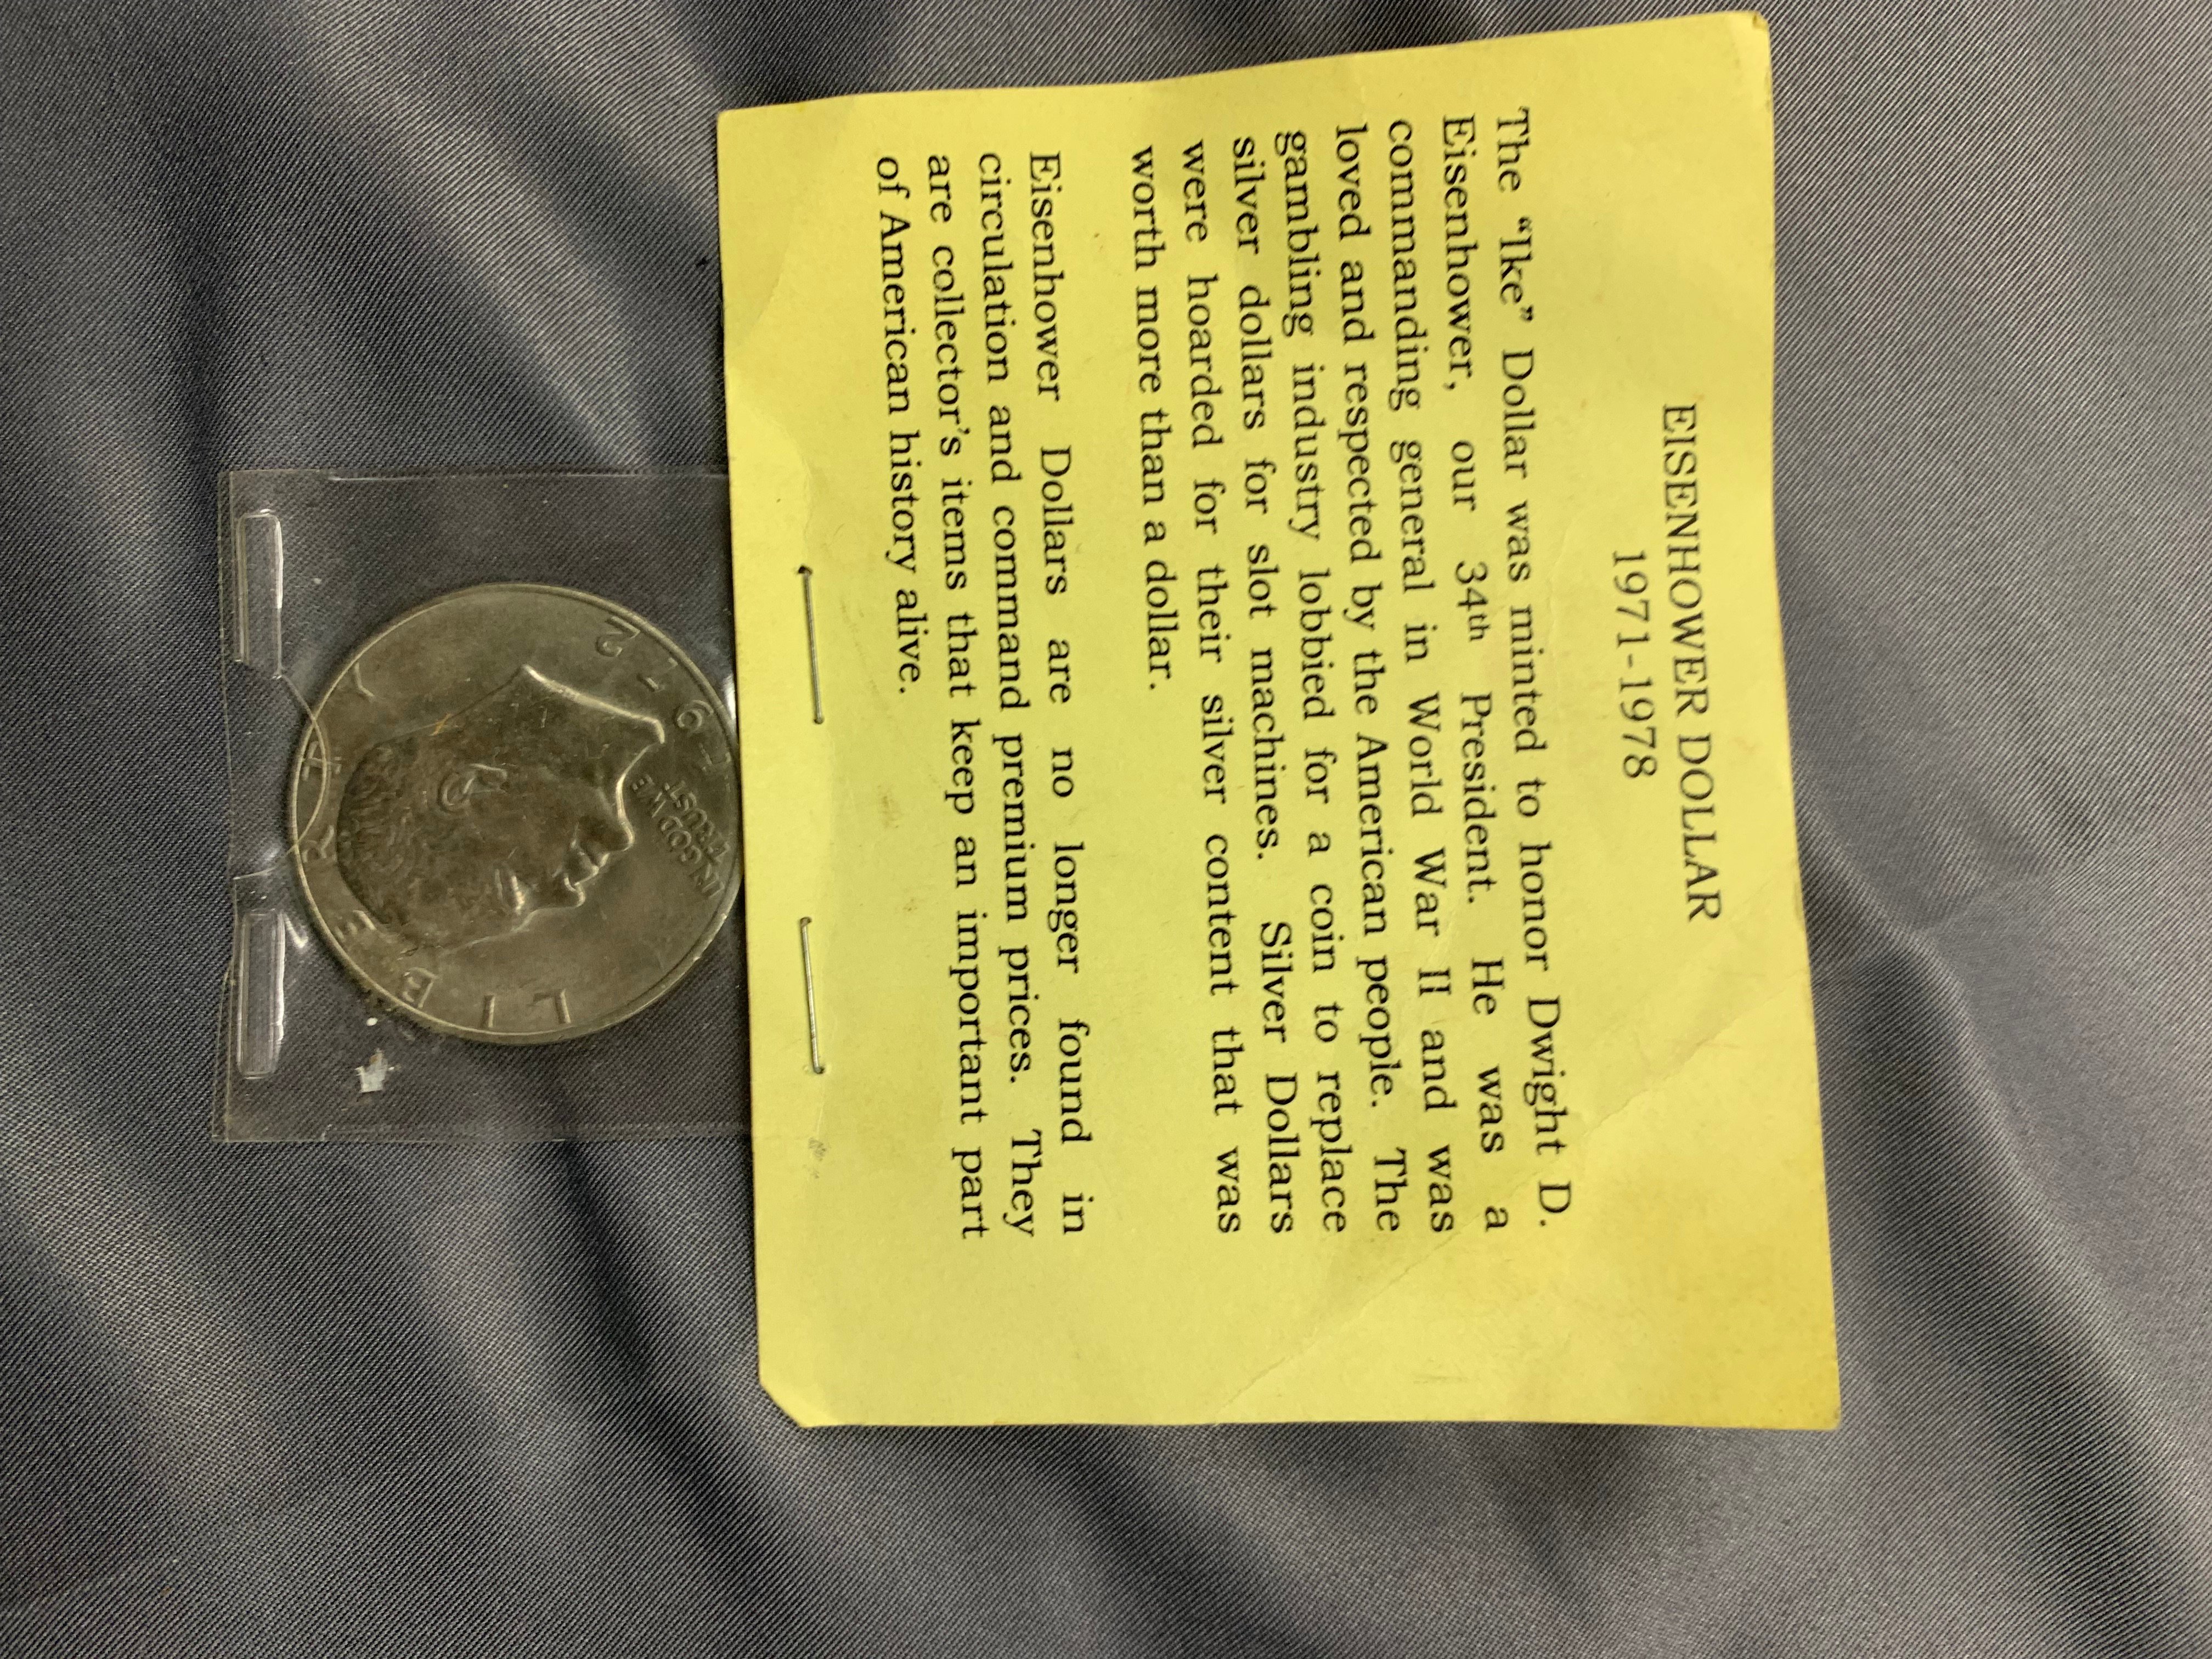 EISENHOWER DOLLAR
1971-1978
The “Ike” Dollar was minted to honor Dwight D.
Eisenhower, our 34th President. He was a
commanding general in World War II and was
loved and respected by the American people. The
gambling industry lobbied for a coin to replace
silver dollars for slot machines. Silver Dollars
were hoarded for their silver content that was
worth more than a dollar.
Eisenhower Dollars are no longer found in
circulation and command premium prices. They
are collector's items that keep an important part
of American history alive.
LIBERTY
IN GOD WE
TRUST
1972